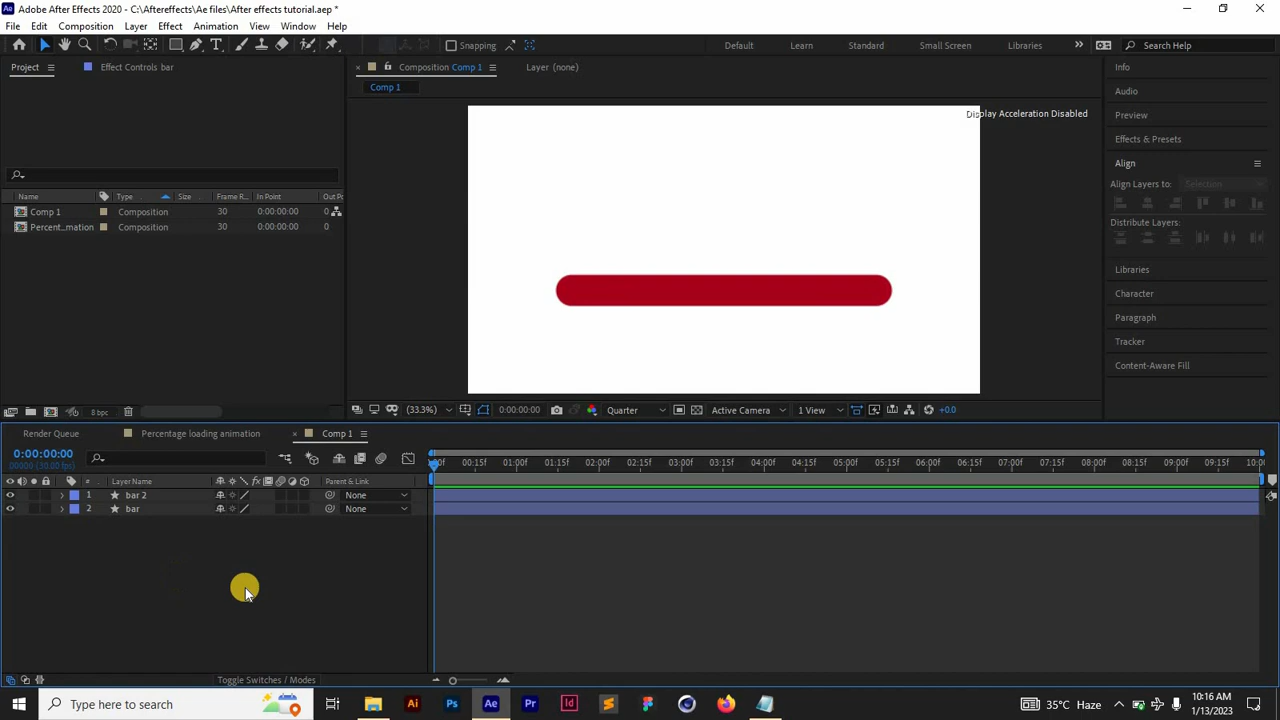 Adobe After Effects 2020 - C:\Aftereffects\Ae files\After effects tutorial.aep *
File Edit Composition Layer Effect Animation View Window Help
Snapping Default Learn Standard Small Screen Libraries Search Help
Project Effect Controls bar
Composition Comp 1 Layer (none)
Comp 1
Display Acceleration Disabled
Name Type Size Frame R... In Point Out Po
Comp 1 Composition 30 0:00:00:00 0
Percent...mation Composition 30 0:00:00:00 0
8 bpc
(33.3%) 0:00:00:00 Quarter Active Camera 1 View +0.0
Info
Audio
Preview
Effects & Presets
Align
Align Layers to: Selection
Distribute Layers:
Libraries
Character
Paragraph
Tracker
Content-Aware Fill
Render Queue Percentage loading animation Comp 1
0:00:00:00
00000 (30.00 fps)
# Layer Name Parent & Link
1 bar 2 None
2 bar None
:00f 00:15f 01:00f 01:15f 02:00f 02:15f 03:00f 03:15f 04:00f 04:15f 05:00f 05:15f 06:00f 06:15f 07:00f 07:15f 08:00f 08:15f 09:00f 09:15f 10:00
Toggle Switches / Modes
Type here to search
Ai Ps Ae Pr Id
35°C Haze
10:16 AM
1/13/2023